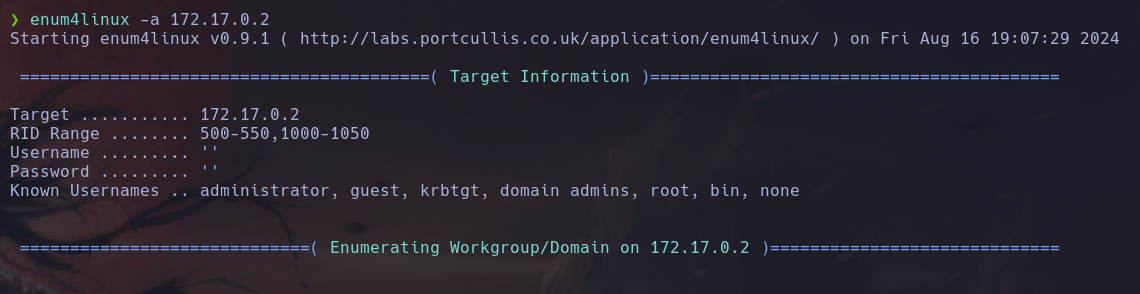 ❯ enum4linux -a 172.17.0.2
Starting enum4linux v0.9.1 ( http://labs.portcullis.co.uk/application/enum4linux/ ) on Fri Aug 16 19:07:29 2024
=========================================( Target Information )=========================================
Target ........... 172.17.0.2
RID Range ........ 500-550,1000-1050
Username ......... ''
Password ......... ''
Known Usernames .. administrator, guest, krbtgt, domain admins, root, bin, none
=============================( Enumerating Workgroup/Domain on 172.17.0.2 )=============================